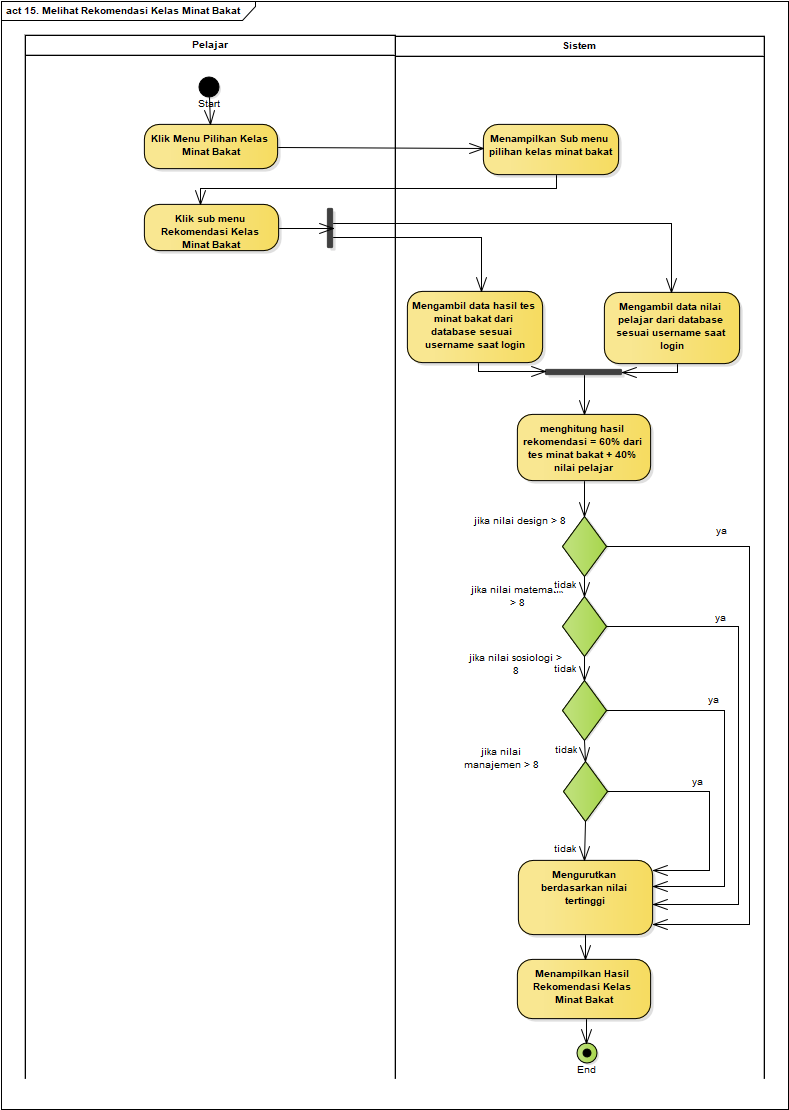 act 15. Melihat Rekomendasi Kelas Minat Bakat
Pelajar
Sistem
Start
Klik Menu Pilihan Kelas
Minat Bakat
Menampilkan Sub menu
pilihan kelas minat bakat
Klik sub menu
Rekomendasi Kelas
Minat Bakat
Mengambil data hasil tes
minat bakat dari
database sesuai
username saat login
Mengambil data nilai
pelajar dari database
sesuai username saat
login
menghitung hasil
rekomendasi = 60% dari
tes minat bakat + 40%
nilai pelajar
jika nilai design > 8
ya
tidak
jika nilai
> 8
ya
jika nilai sosiologi >
8
tidak
ya
jika nilai
manajemen > 8
tidak
ya
tidak
Mengurutkan
berdasarkan nilai
tertinggi
Menampilkan Hasil
Rekomendasi Kelas
Minat Bakat
End